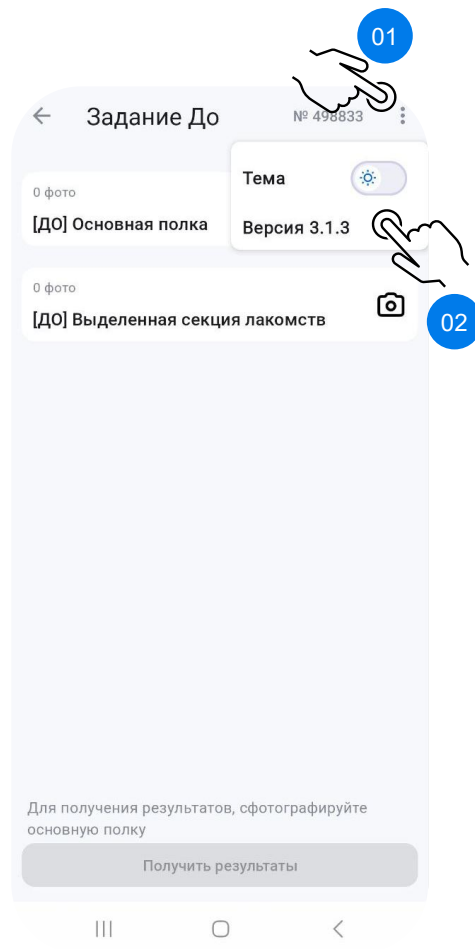 01
Задание До
№ 498833
Тема
0 фото
[ДО] Основная полка
Версия 3.1.3
0 фото
[ДО] Выделенная секция лакомств
02
Для получения результатов, сфотографируйте
основную полку
Получить результаты